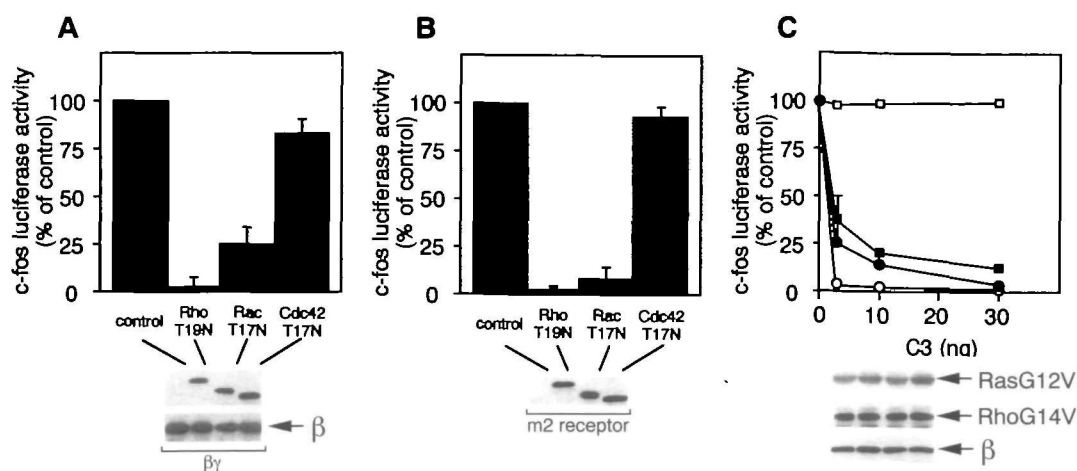 A
c-fos luciferase activity
(% of control)
100
75
50
25
0
control
Rho
T19N
Rac
T17N
Cdc42
T17N
β
βγ
B
c-fos luciferase activity
(% of control)
100
75
50
25
0
control
Rho
T19N
Rac
T17N
Cdc42
T17N
m2 receptor
C
c-fos luciferase activity
(% of control)
100
75
50
25
0
0 10 20 30
C3 (ng)
RasG12V
RhoG14V
β